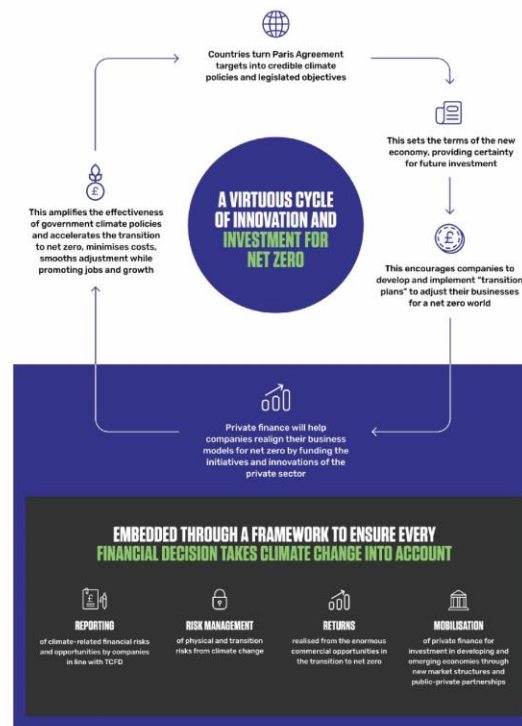 Countries turn Paris Agreement
targets into credible climate
policies and legislated objectives
This sets the terms of the new
economy, providing certainty
for future investment
This encourages companies to
develop and implement “transition
plans” to adjust their businesses
for a net zero world
Private finance will help
companies realign their business
models for net zero by funding the
initiatives and innovations of the
private sector
This amplifies the effectiveness
of government climate policies
and accelerates the transition
to net zero, minimises costs,
smooths adjustment while
promoting jobs and growth
A VIRTUOUS CYCLE
OF INNOVATION AND
INVESTMENT FOR
NET ZERO
EMBEDDED THROUGH A FRAMEWORK TO ENSURE EVERY
FINANCIAL DECISION TAKES CLIMATE CHANGE INTO ACCOUNT
REPORTING
of climate-related financial risks
and opportunities by companies
in line with TCFD
RISK MANAGEMENT
of physical and transition
risks from climate change
RETURNS
realised from the enormous
commercial opportunities in
the transition to net zero
MOBILISATION
of private finance for
investment in developing and
emerging economies through
new market structures and
public-private partnerships